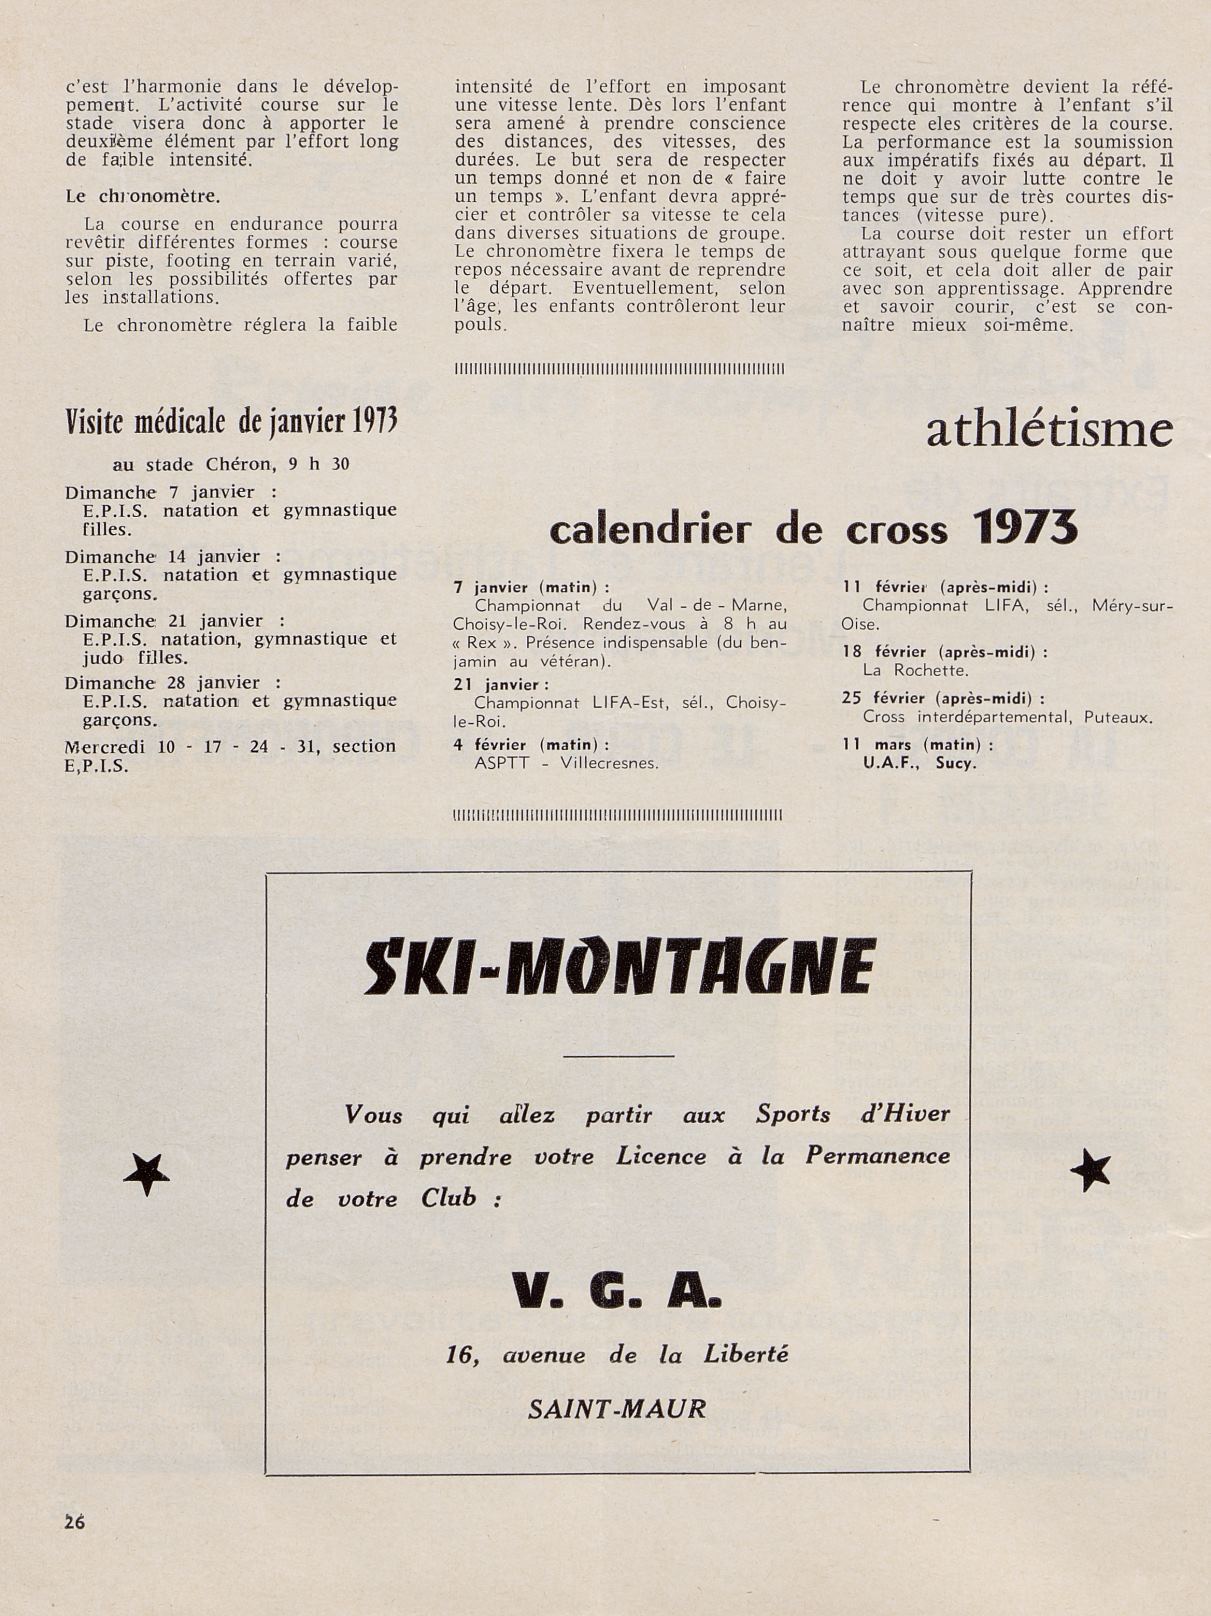 c'est l'harmonie dans le dévelop-
pement. L'activité course sur le
stade visera donc à apporter le
deuxième élément par l'effort long
de faible intensité.
Le chronomètre.
La course en endurance pourra
revêtir différentes formes : course
sur piste, footing en terrain varié,
selon les possibilités offertes par
les installations.
Le chronomètre réglera la faible
intensité de l'effort en imposant
une vitesse lente. Dès lors l'enfant
sera amené à prendre conscience
des distances, des vitesses, des
durées. Le but sera de respecter
un temps donné et non de « faire
un temps ». L'enfant devra appré-
cier et contrôler sa vitesse te cela
dans diverses situations de groupe.
Le chronomètre fixera le temps de
repos nécessaire avant de reprendre
le départ. Eventuellement, selon
l'âge, les enfants contrôleront leur
pouls.
Le chronomètre devient la réfé-
rence qui montre à l'enfant s'il
respecte eles critères de la course.
La performance est la soumission
aux impératifs fixés au départ. Il
ne doit y avoir lutte contre le
temps que sur de très courtes dis-
tances (vitesse pure).
La course doit rester un effort
attrayant sous quelque forme que
ce soit, et cela doit aller de pair
avec son apprentissage. Apprendre
et savoir courir, c'est se con-
naître mieux soi-même.
Visite médicale de janvier 1973
au stade Chéron, 9 h 30
Dimanche 7 janvier :
E.P.I.S. natation et gymnastique
filles.
Dimanche 14 janvier :
E.P.I.S. natation et gymnastique
garçons.
Dimanche 21 janvier :
E.P.I.S. natation, gymnastique et
judo filles.
Dimanche 28 janvier :
E.P.I.S. natation et gymnastique
garçons.
Mercredi 10 - 17 - 24 - 31, section
E,P.I.S.
athlétisme
calendrier de cross 1973
7 janvier (matin) :
Championnat du Val - de - Marne,
Choisy-le-Roi. Rendez-vous à 8 h au
« Rex ». Présence indispensable (du ben-
jamin au vétéran).
21 janvier :
Championnat LIFA-Est, sél., Choisy-
le-Roi.
4 février (matin) :
ASPTT - Villecresnes.
11 février (après-midi) :
Championnat LIFA, sél., Méry-sur-
Oise.
18 février (après-midi) :
La Rochette.
25 février (après-midi) :
Cross interdépartemental, Puteaux.
11 mars (matin) :
U.A.F., Sucy.
SKI-MONTAGNE
Vous qui allez partir aux Sports d'Hiver
penser à prendre votre Licence à la Permanence
de votre Club :
V. G. A.
16, avenue de la Liberté
SAINT-MAUR
26